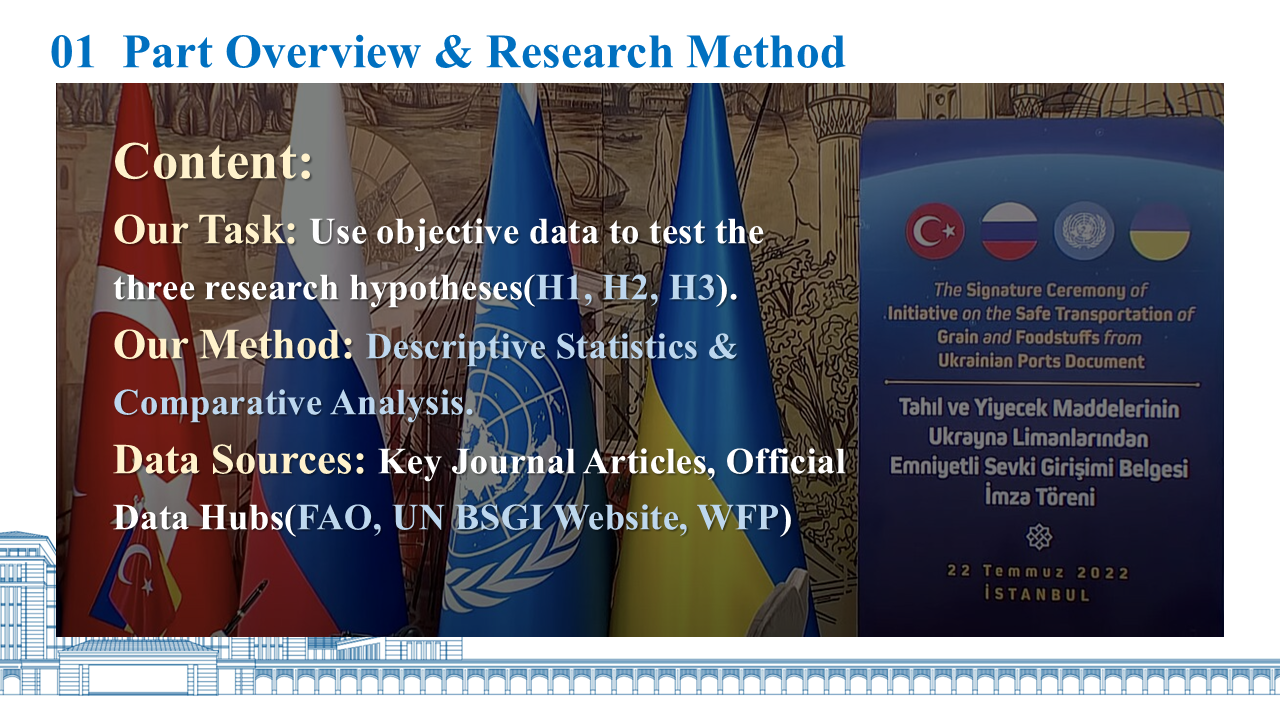 01 Part Overview & Research Method
Content:
Our Task: Use objective data to test the
three research hypotheses(H1, H2, H3).
Our Method: Descriptive Statistics &
Comparative Analysis.
Data Sources: Key Journal Articles, Official
Data Hubs(FAO, UN BSGI Website, WFP)
The Signature Ceremony of
Initiative on the Safe Transportation of
Grain and Foodstuffs from
Ukrainian Ports Document
Tahıl ve Yiyecek Maddelerinin
Ukrayna Limanlarından
Emniyetli Sevki Girişimi Belgesi
İmza Töreni
22 Temmuz 2022
İSTANBUL